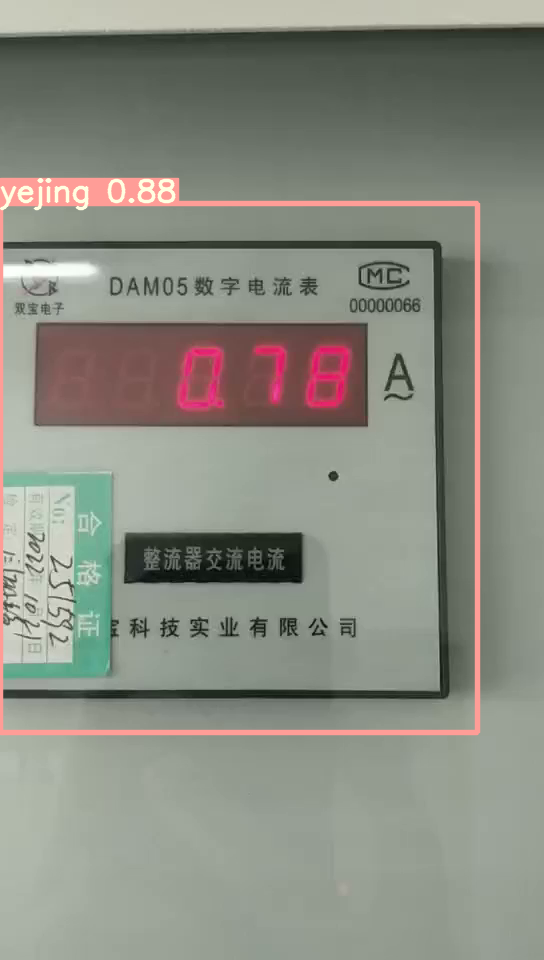 yejing 0.88
DAM05数字电流表
MC
双宝电子
00000066
0.78
A
合格证
No: 251592
整流器交流电流
宝科技实业有限公司